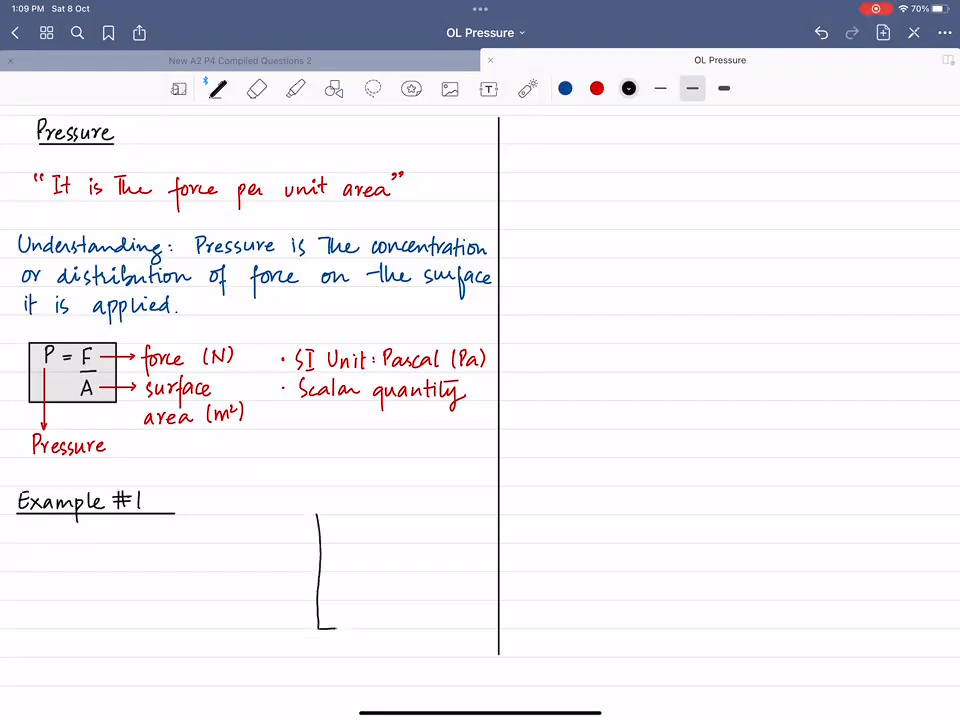 1:09 PM Sat 8 Oct
70%
OL Pressure
New A2 P4 Compiled Questions 2
OL Pressure
Pressure
"It is the force per unit area"
Understanding: Pressure is the concentration
or distribution of force on the surface
it is applied.
P = F → force (N)
A → surface
area (m²)
Pressure
· SI Unit: Pascal (Pa)
· Scalar quantity
Example #1